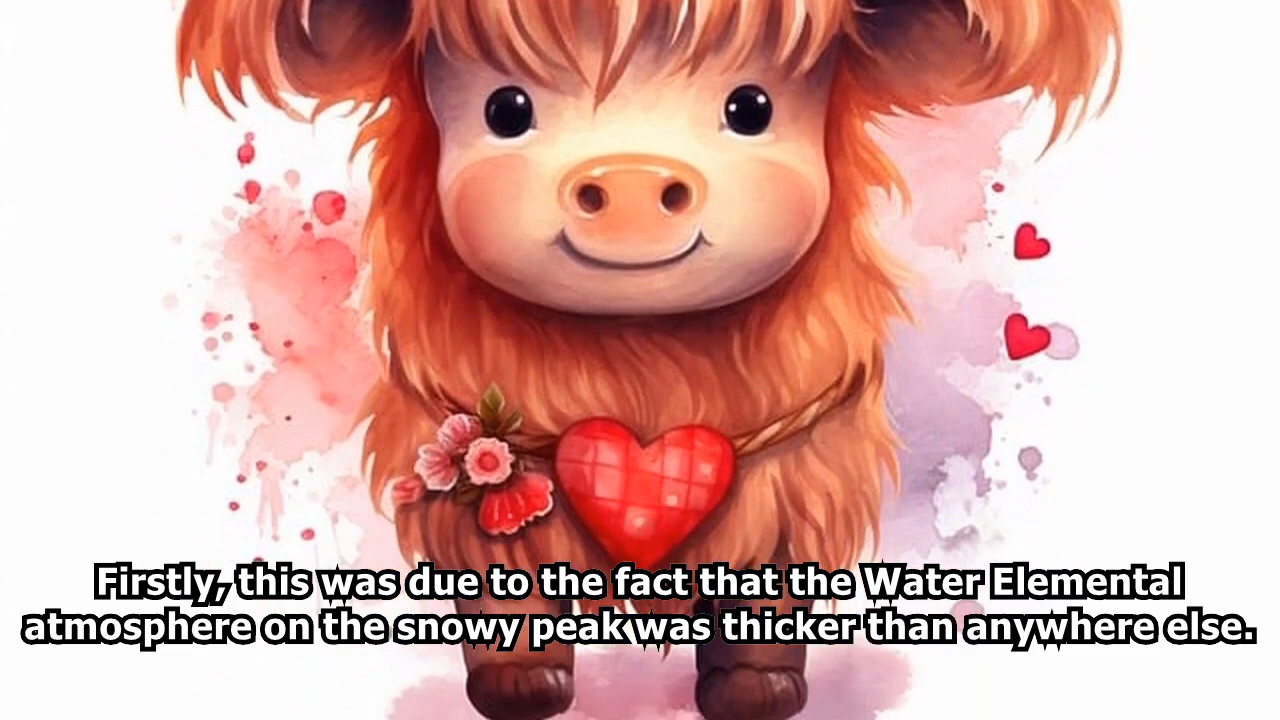 Firstly, this was due to the fact that the Water Elemental
atmosphere on the snowy peak was thicker than anywhere else.